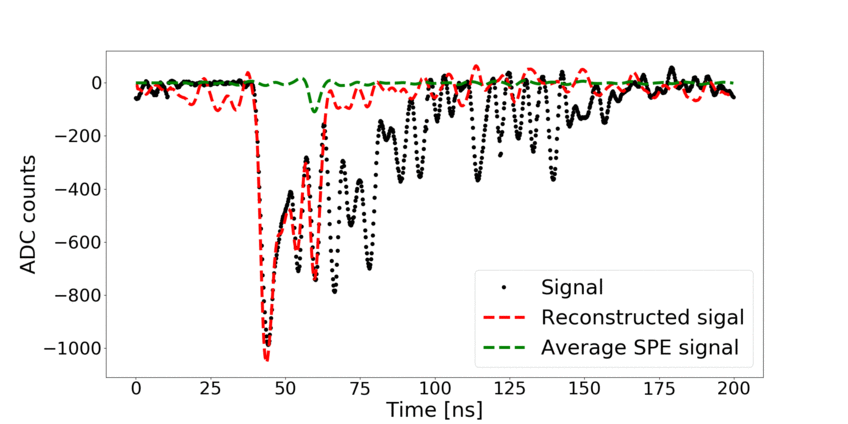 0
−200
−400
−600
−800
−1000
ADC counts
Signal
Reconstructed sigal
Average SPE signal
0 25 50 75 100 125 150 175 200
Time [ns]